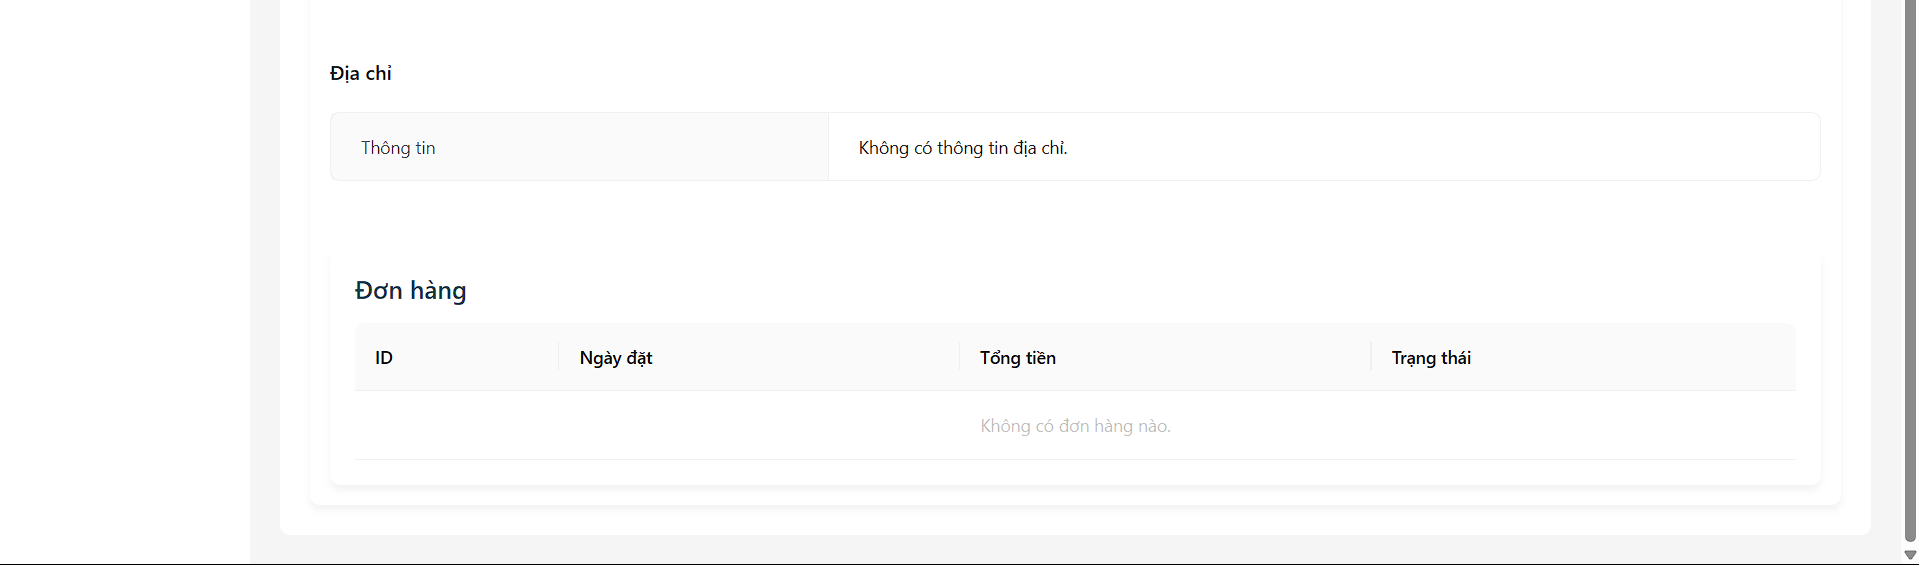 Địa chỉ
Thông tin
Không có thông tin địa chỉ.
Đơn hàng
ID
Ngày đặt
Tổng tiền
Trạng thái
Không có đơn hàng nào.